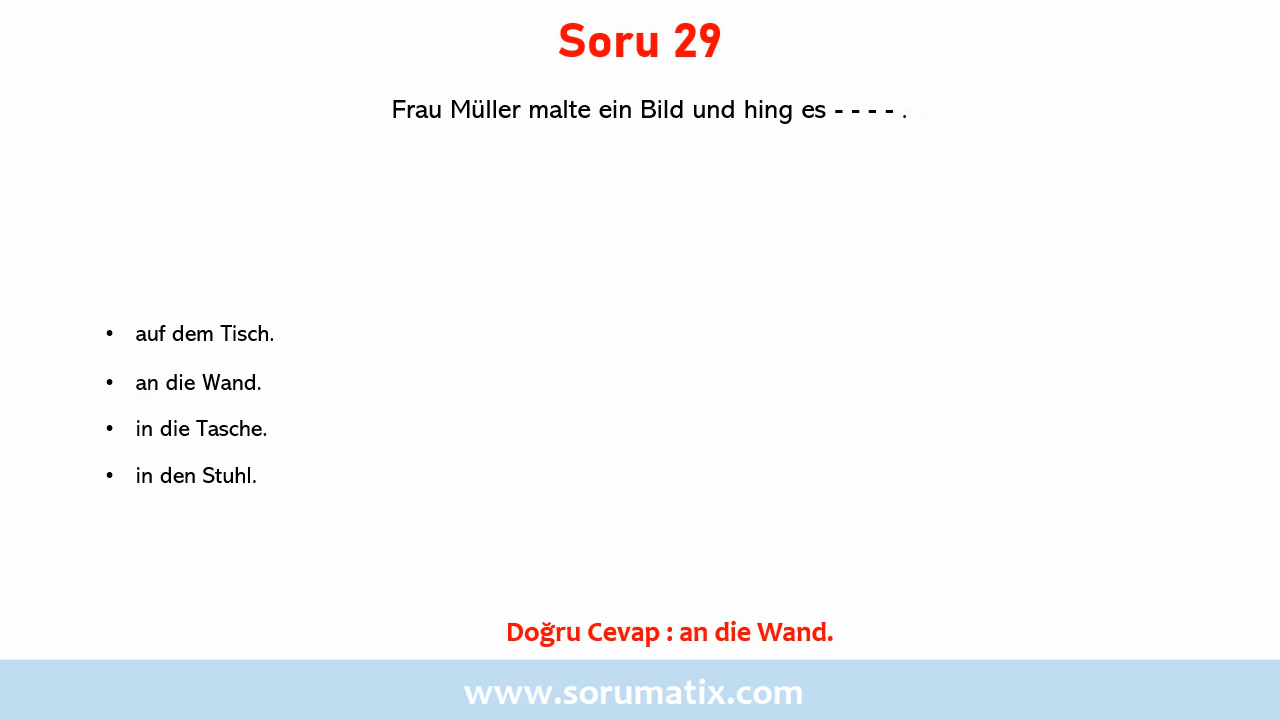 Soru 29
Frau Müller malte ein Bild und hing es - - - - .
• auf dem Tisch.
• an die Wand.
• in die Tasche.
• in den Stuhl.
Doğru Cevap : an die Wand.
www.sorumatix.com